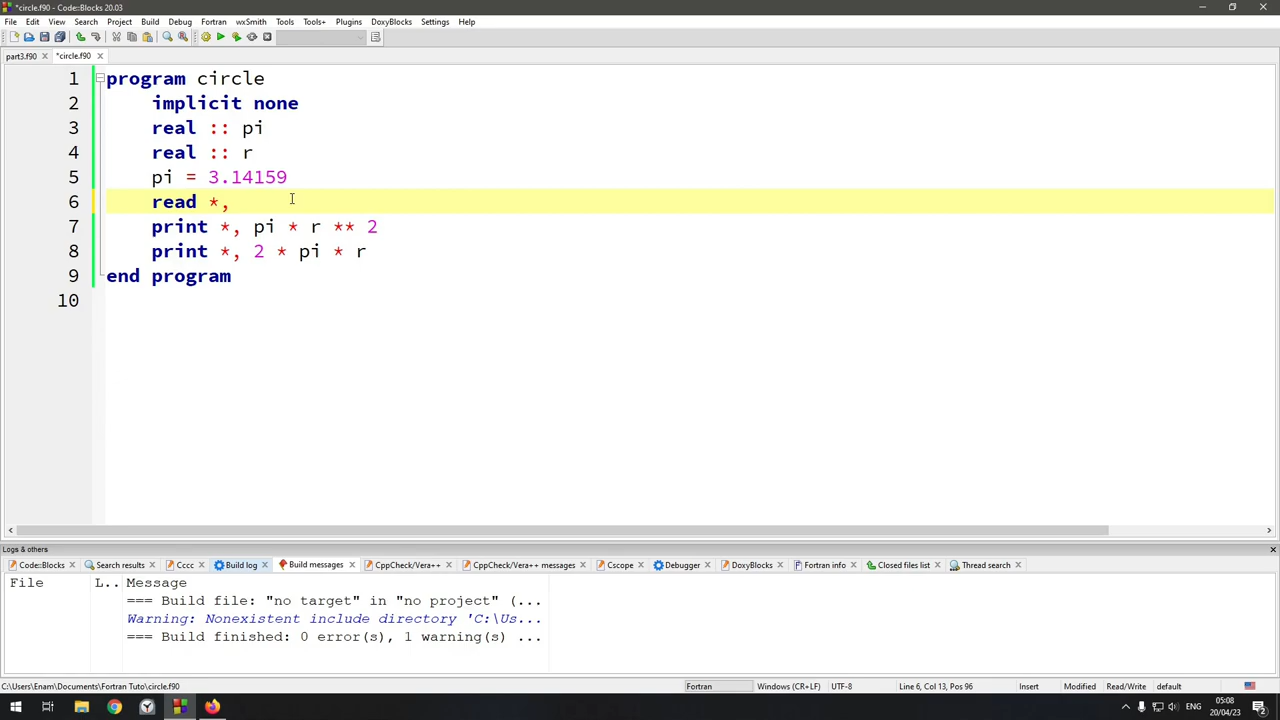 *circle.f90 - Code::Blocks 20.03
File Edit View Search Project Build Debug Fortran wxSmith Tools Tools+ Plugins DoxyBlocks Settings Help
part3.f90 *circle.f90
1 program circle
2 implicit none
3 real :: pi
4 real :: r
5 pi = 3.14159
6 read *,
7 print *, pi * r ** 2
8 print *, 2 * pi * r
9 end program
10
Logs & others
Code::Blocks Search results Cccc Build log Build messages CppCheck/Vera++ CppCheck/Vera++ messages Cscope Debugger DoxyBlocks Fortran info Closed files list Thread search
File L.. Message
=== Build file: "no target" in "no project" (...
Warning: Nonexistent include directory 'C:\Us...
=== Build finished: 0 error(s), 1 warning(s) ...
C:\Users\Enam\Documents\Fortran Tuto\circle.f90 Fortran Windows (CR+LF) UTF-8 Line 6, Col 13, Pos 96 Insert Modified Read/Write default
ENG 05:08
20/04/23 2